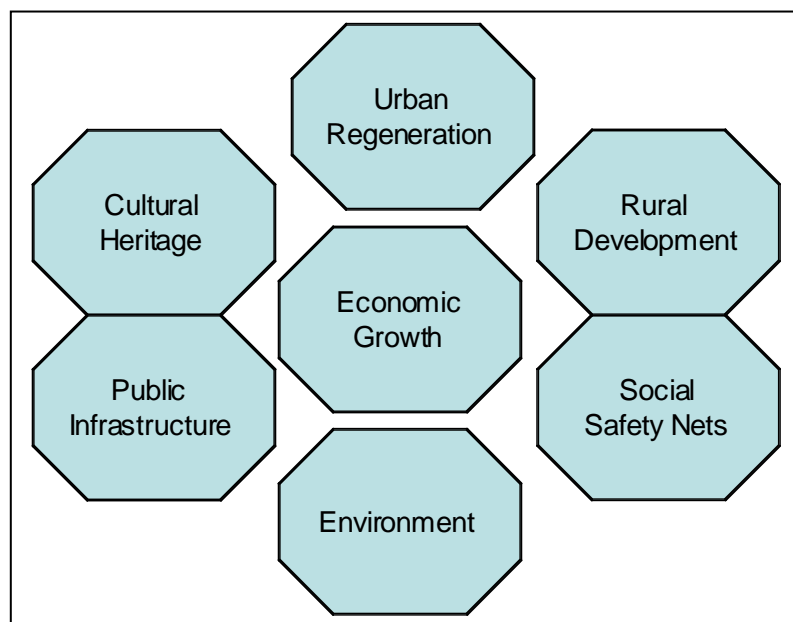 Urban
Regeneration
Cultural
Heritage
Rural
Development
Economic
Growth
Public
Infrastructure
Social
Safety Nets
Environment